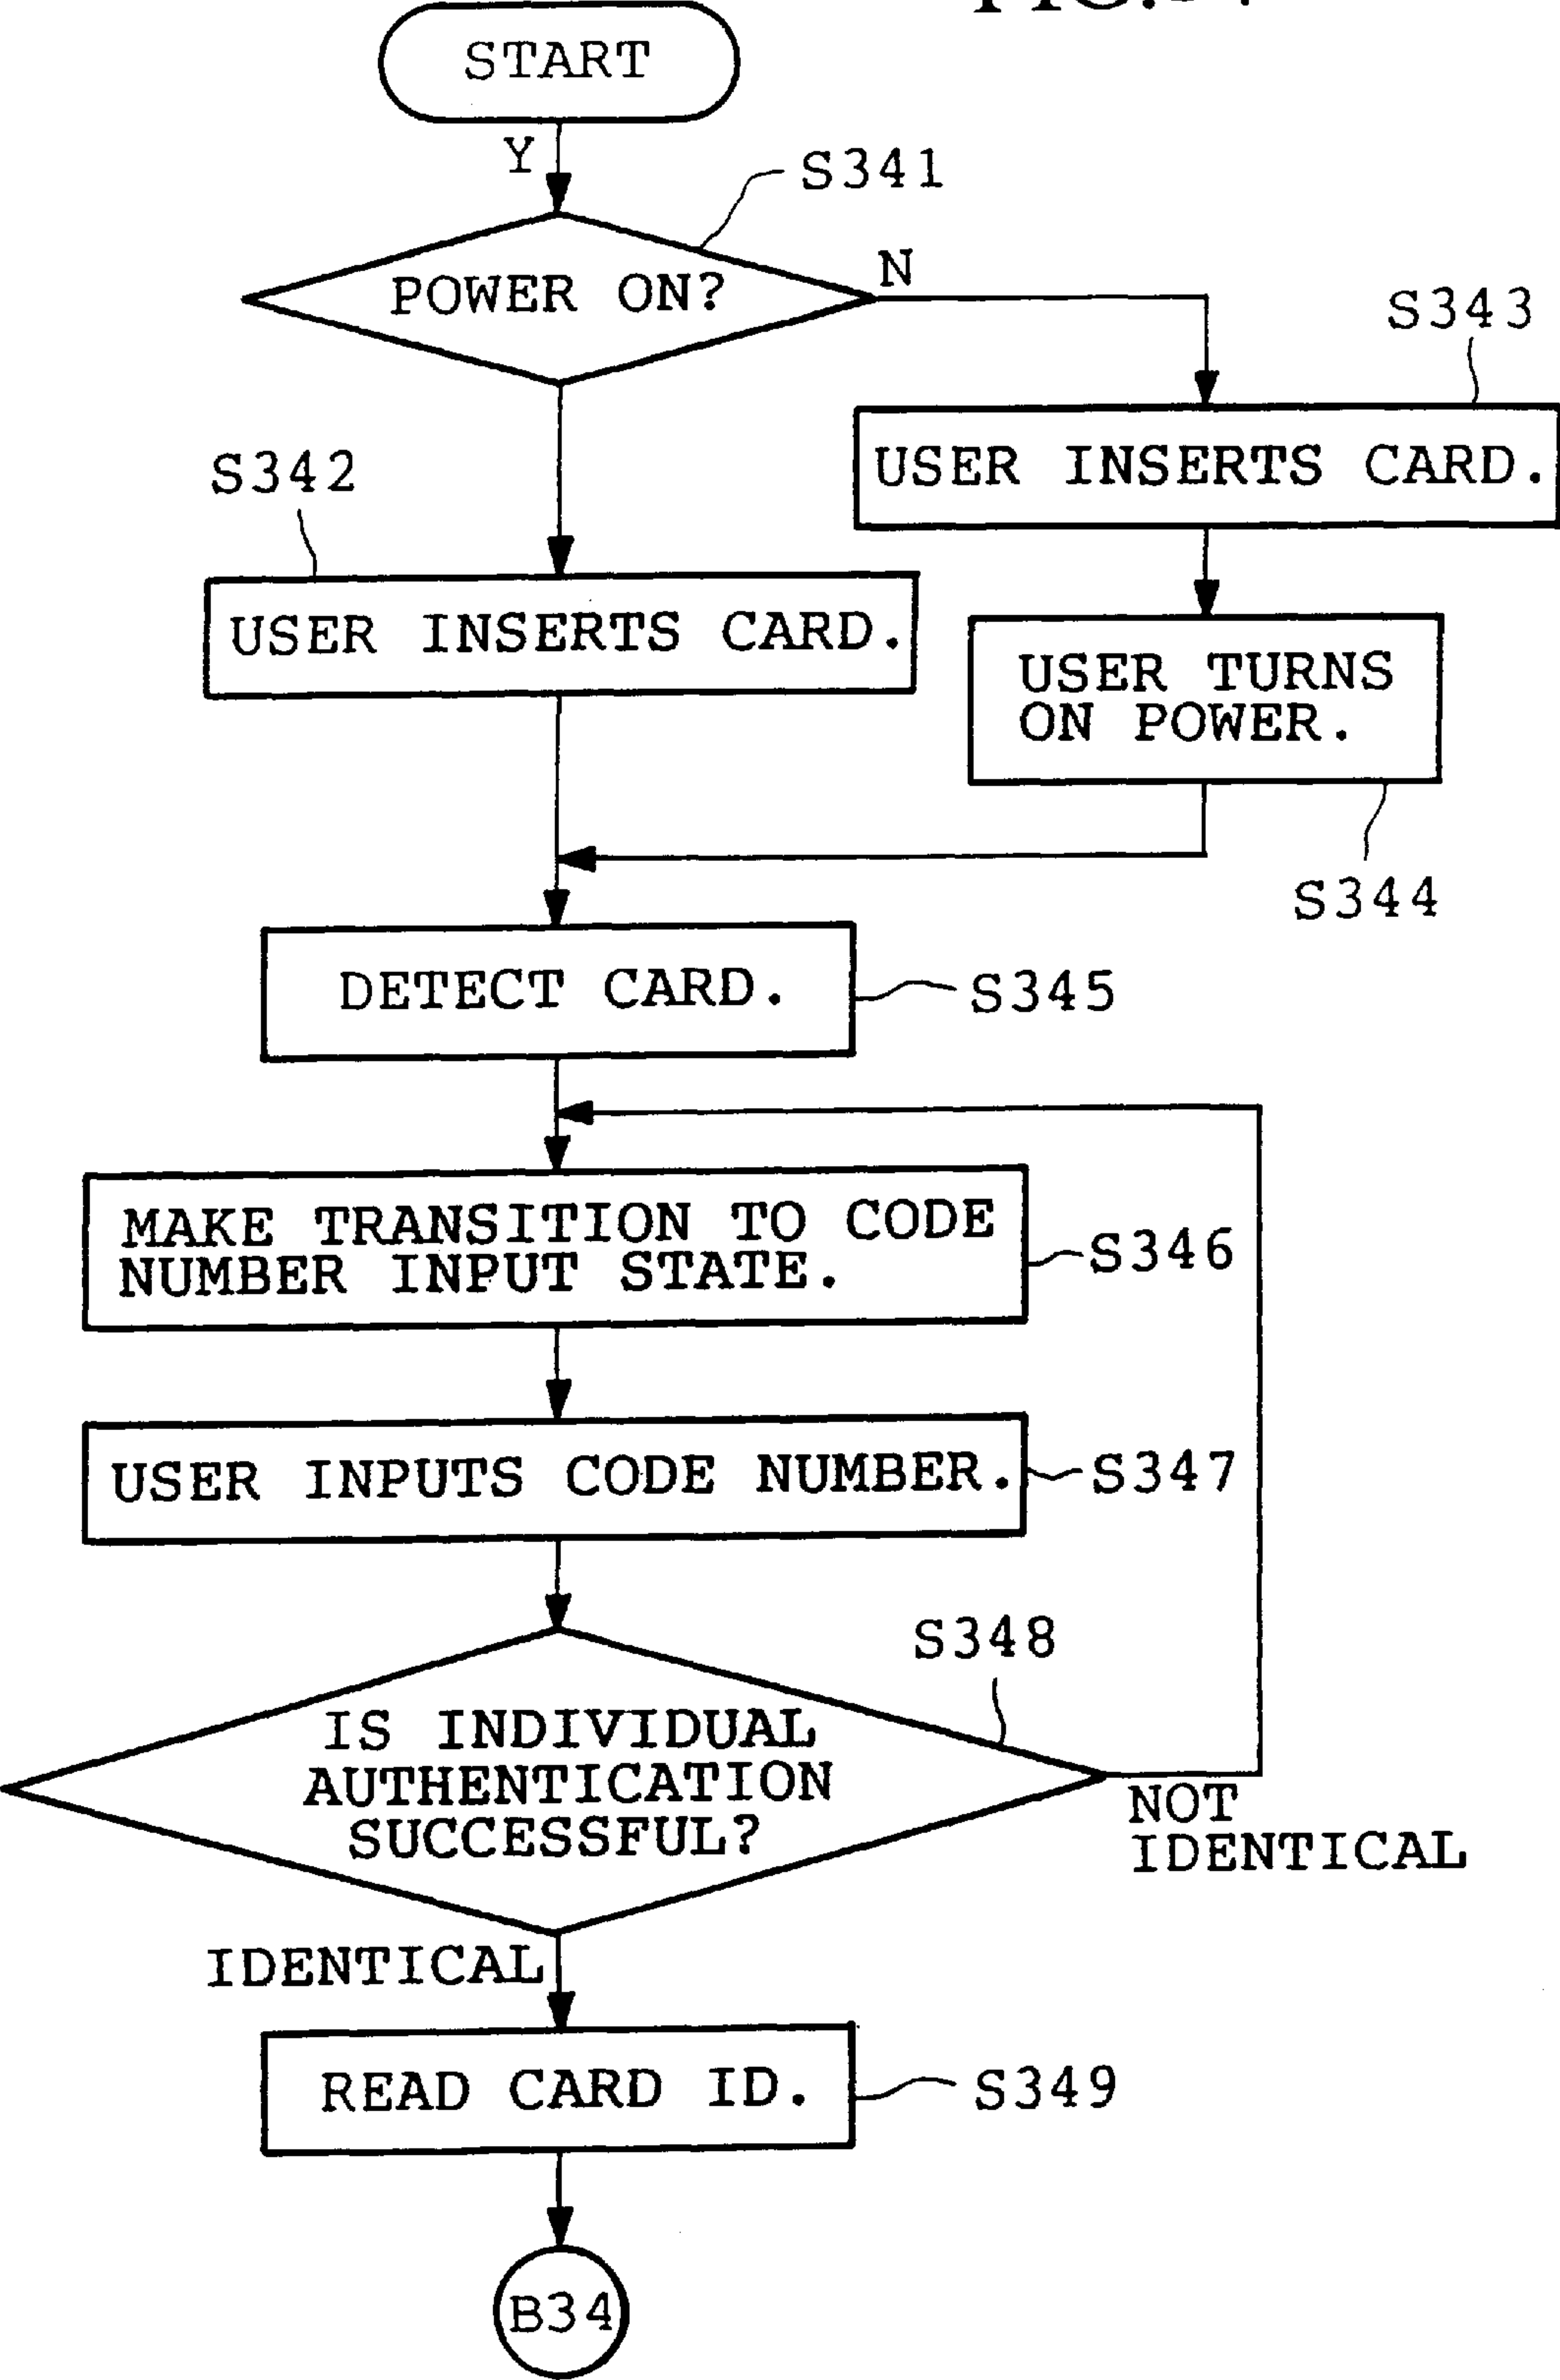 START
Y
S341
POWER ON?
N
S343
USER INSERTS CARD.
S342
USER INSERTS CARD.
USER TURNS
ON POWER.
S344
DETECT CARD.
S345
MAKE TRANSITION TO CODE
NUMBER INPUT STATE.
S346
USER INPUTS CODE NUMBER.
S347
S348
IS INDIVIDUAL
AUTHENTICATION
SUCCESSFUL?
NOT
IDENTICAL
IDENTICAL
READ CARD ID.
S349
B34